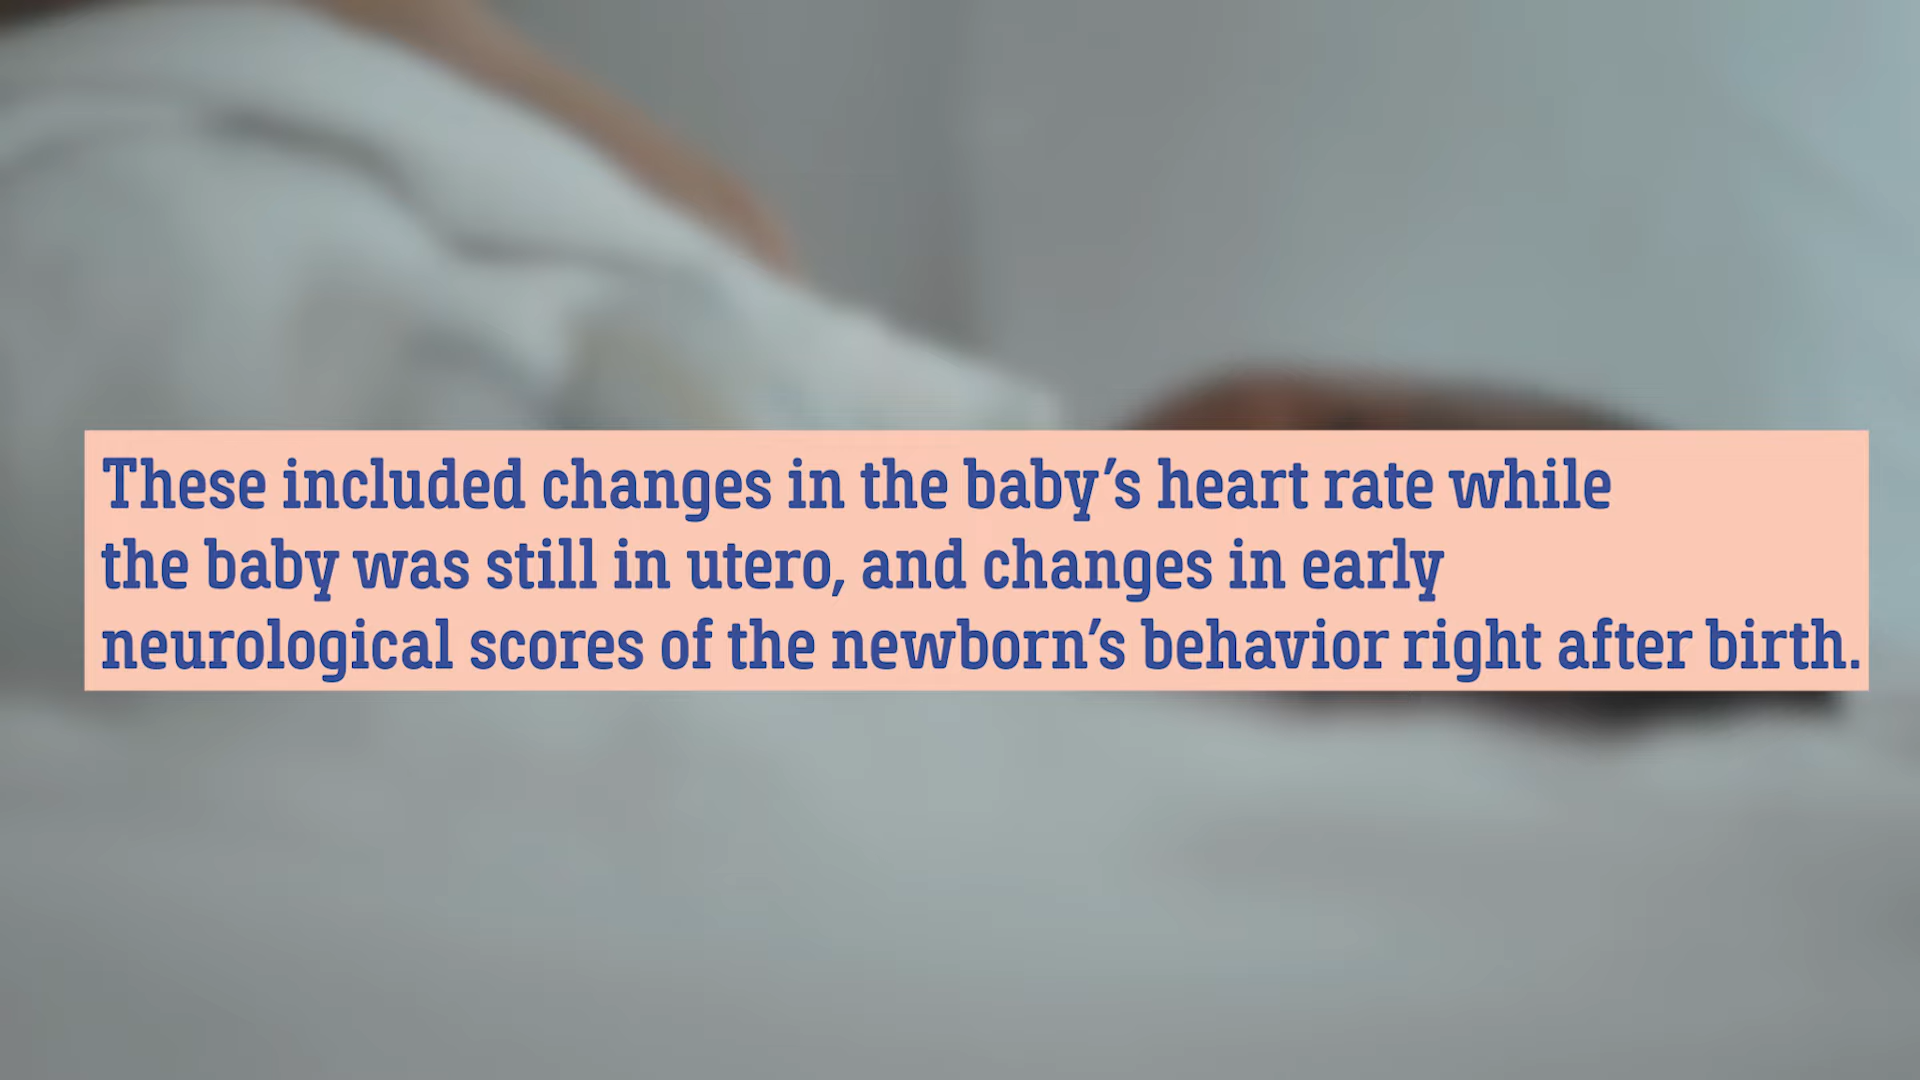 These included changes in the baby’s heart rate while
the baby was still in utero, and changes in early
neurological scores of the newborn’s behavior right after birth.